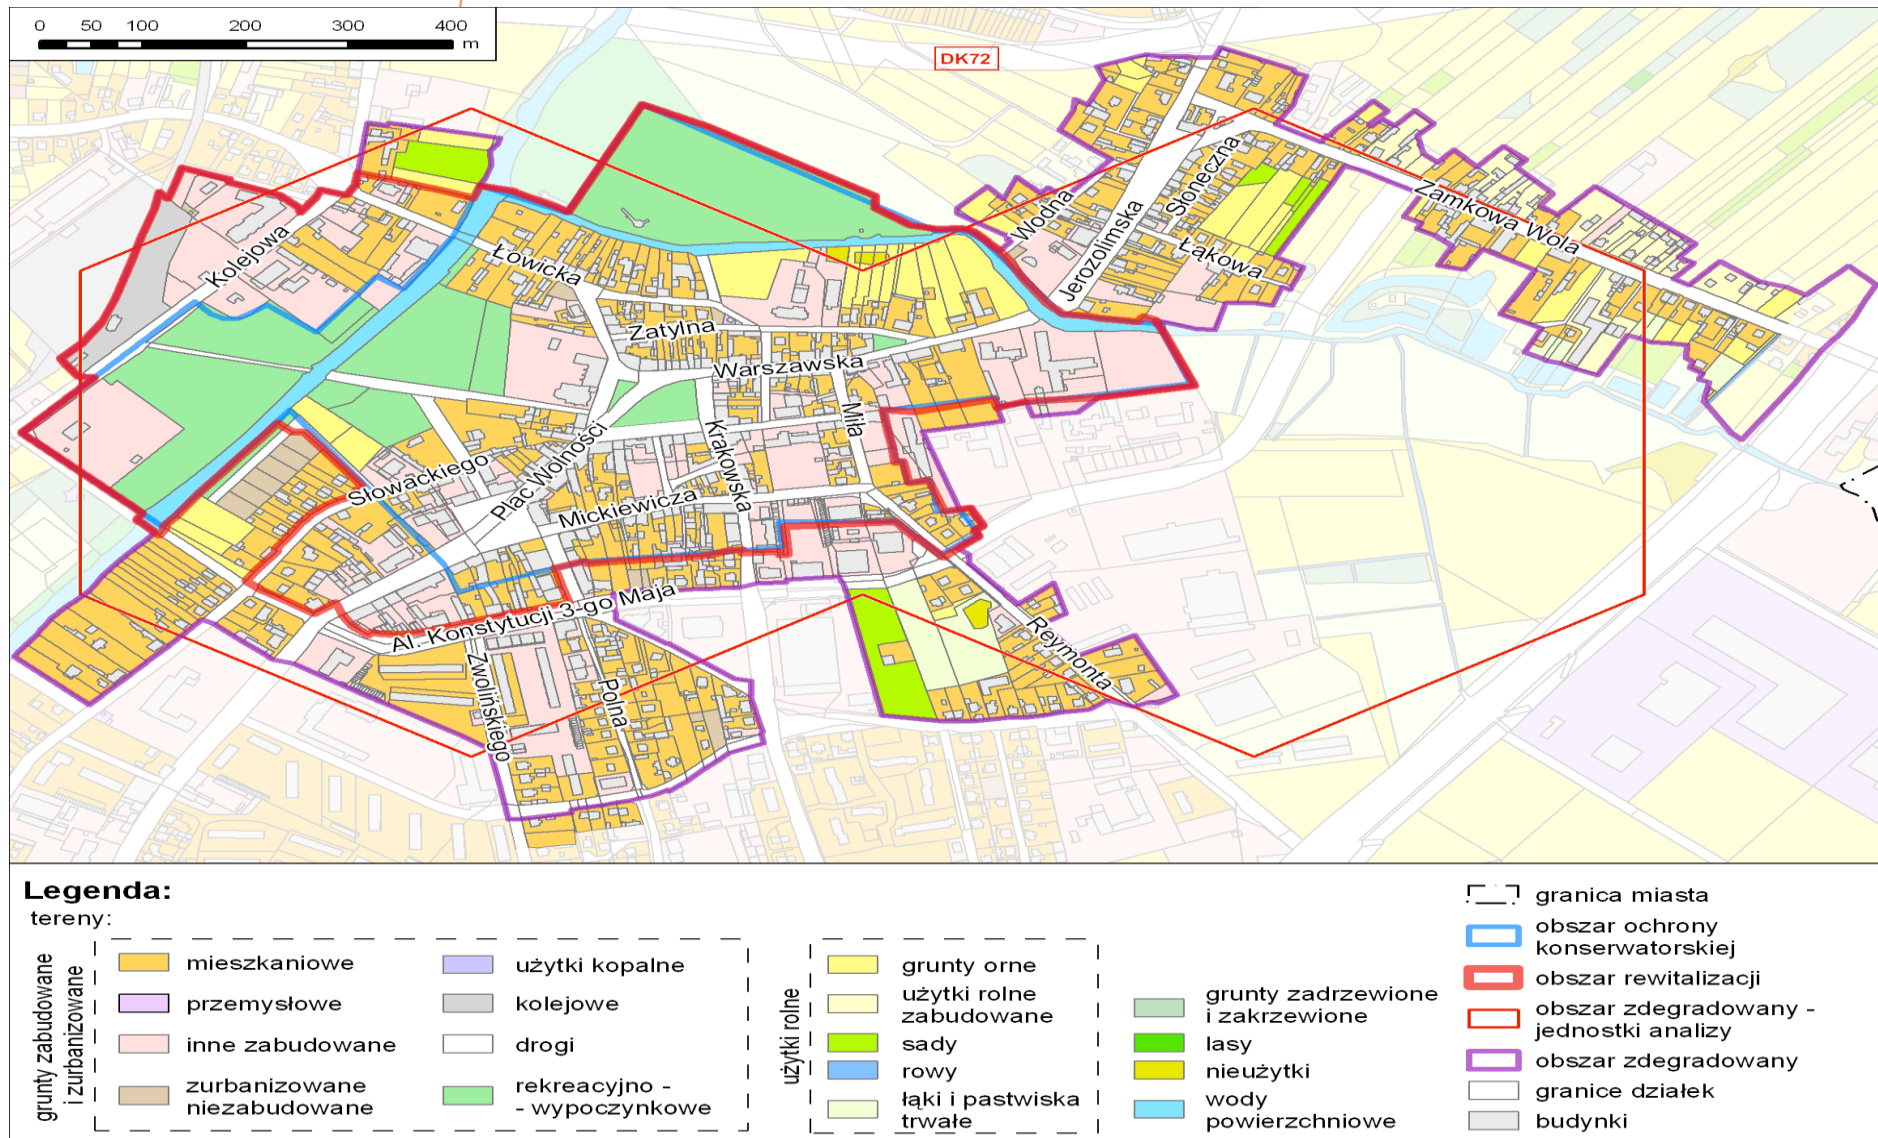 0 50 100 200 300 400 m
DK72
Kolejowa
Łowicka
Zatylna
Warszawska
Miła
Krakowska
Słowackiego
Plac Wolności
Mickiewicza
Al. Konstytucji 3-go Maja
Zwolińskiego
Polna
Reymonta
Wodna
Jerozolimska
Słoneczna
Łąkowa
Zamkowa Wola
Legenda:
tereny:
grunty zabudowane
i zurbanizowane
mieszkaniowe
przemysłowe
inne zabudowane
zurbanizowane
niezabudowane
użytki kopalne
kolejowe
drogi
rekreacyjno -
- wypoczynkowe
użytki rolne
grunty orne
użytki rolne
zabudowane
sady
rowy
łąki i pastwiska
trwałe
grunty zadrzewione
i zakrzewione
lasy
nieużytki
wody
powierzchniowe
granica miasta
obszar ochrony
konserwatorskiej
obszar rewitalizacji
obszar zdegradowany -
jednostki analizy
obszar zdegradowany
granice działek
budynki